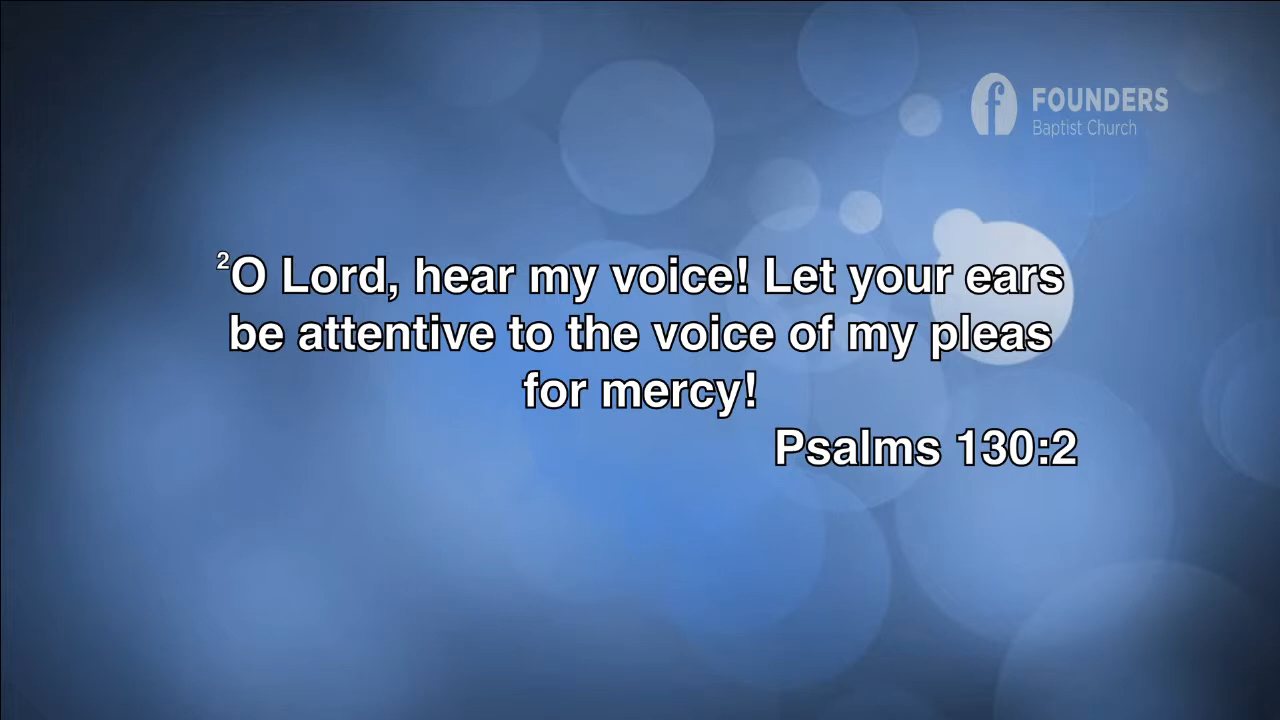 FOUNDERS
Baptist Church
²O Lord, hear my voice! Let your ears
be attentive to the voice of my pleas
for mercy!
Psalms 130:2